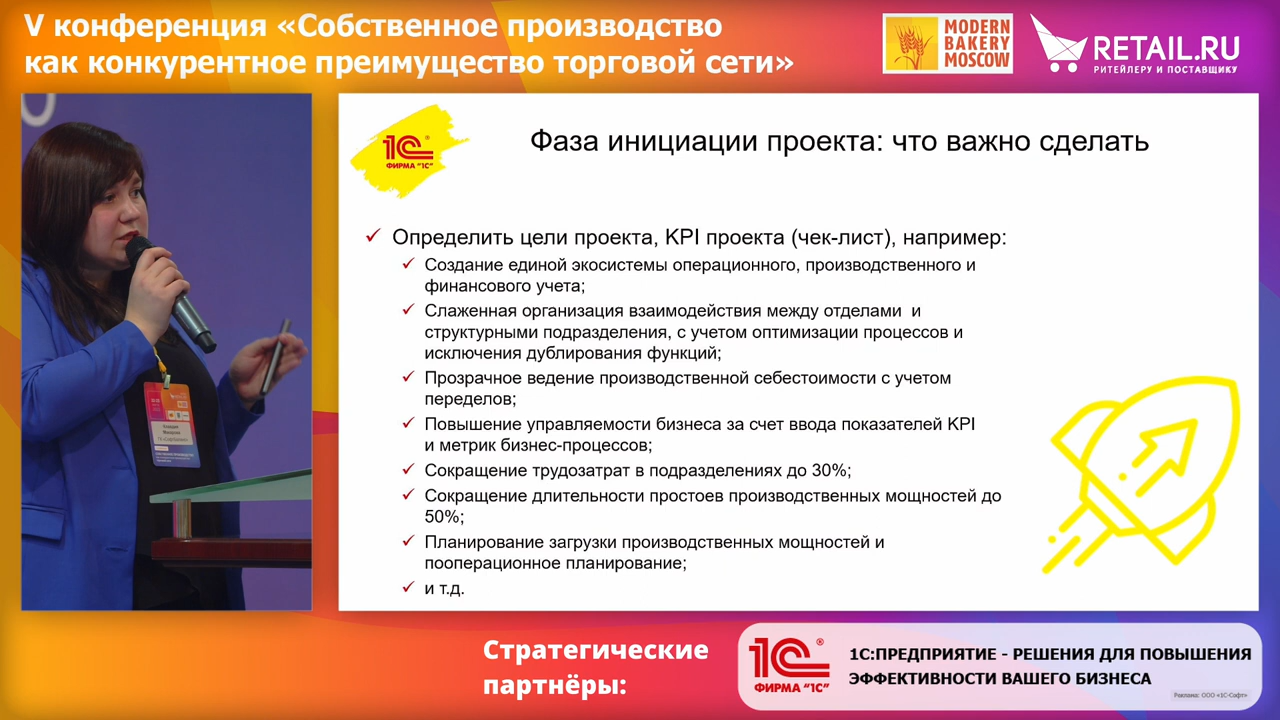 V конференция «Собственное производство
как конкурентное преимущество торговой сети»
MODERN
BAKERY
MOSCOW
RETAIL.RU
РИТЕЙЛЕРУ И ПОСТАВЩИКУ
1С®
ФИРМА "1С"
Фаза инициации проекта: что важно сделать
Определить цели проекта, KPI проекта (чек-лист), например:
Создание единой экосистемы операционного, производственного и
финансового учета;
Слаженная организация взаимодействия между отделами и
структурными подразделения, с учетом оптимизации процессов и
исключения дублирования функций;
Прозрачное ведение производственной себестоимости с учетом
переделов;
Повышение управляемости бизнеса за счет ввода показателей KPI
и метрик бизнес-процессов;
Сокращение трудозатрат в подразделениях до 30%;
Сокращение длительности простоев производственных мощностей до
50%;
Планирование загрузки производственных мощностей и
пооперационное планирование;
и т.д.
Стратегические
партнёры:
1С®
ФИРМА "1С"
1С:ПРЕДПРИЯТИЕ - РЕШЕНИЯ ДЛЯ ПОВЫШЕНИЯ
ЭФФЕКТИВНОСТИ ВАШЕГО БИЗНЕСА
Реклама: ООО «1С-Софт»